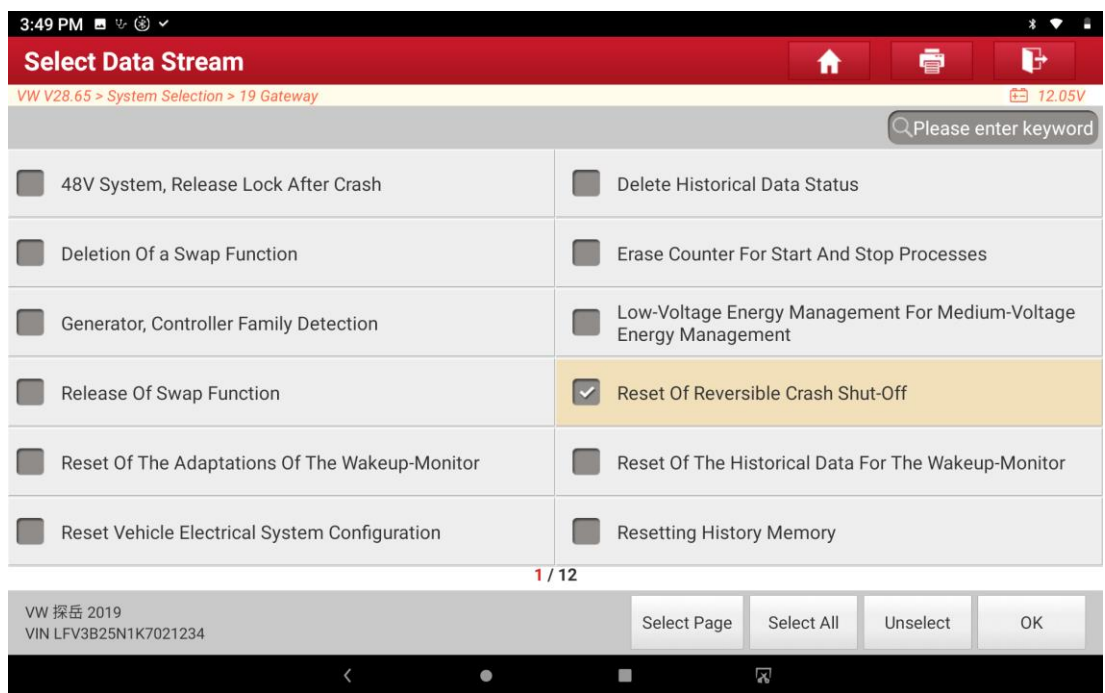 3:49 PM
Select Data Stream
VW V28.65 > System Selection > 19 Gateway
12.05V
Please enter keyword
48V System, Release Lock After Crash
Delete Historical Data Status
Deletion Of a Swap Function
Erase Counter For Start And Stop Processes
Generator, Controller Family Detection
Low-Voltage Energy Management For Medium-Voltage
Energy Management
Release Of Swap Function
Reset Of Reversible Crash Shut-Off
Reset Of The Adaptations Of The Wakeup-Monitor
Reset Of The Historical Data For The Wakeup-Monitor
Reset Vehicle Electrical System Configuration
Resetting History Memory
1 / 12
VW 探岳 2019
VIN LFV3B25N1K7021234
Select Page
Select All
Unselect
OK